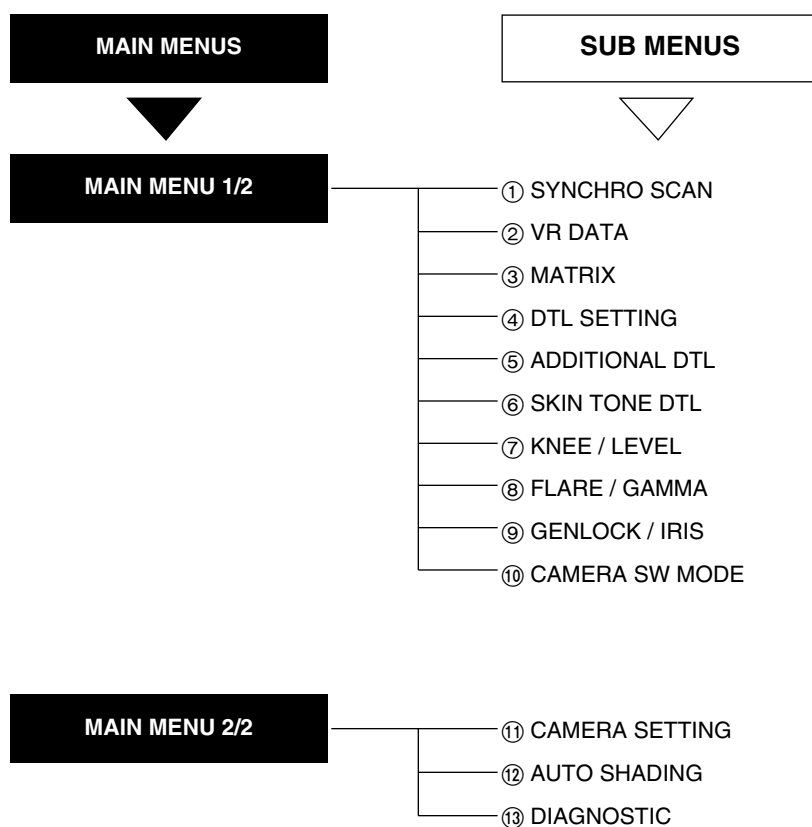 MAIN MENUS
SUB MENUS
MAIN MENU 1/2
① SYNCHRO SCAN
② VR DATA
③ MATRIX
④ DTL SETTING
⑤ ADDITIONAL DTL
⑥ SKIN TONE DTL
⑦ KNEE / LEVEL
⑧ FLARE / GAMMA
⑨ GENLOCK / IRIS
⑩ CAMERA SW MODE
MAIN MENU 2/2
⑪ CAMERA SETTING
⑫ AUTO SHADING
⑬ DIAGNOSTIC